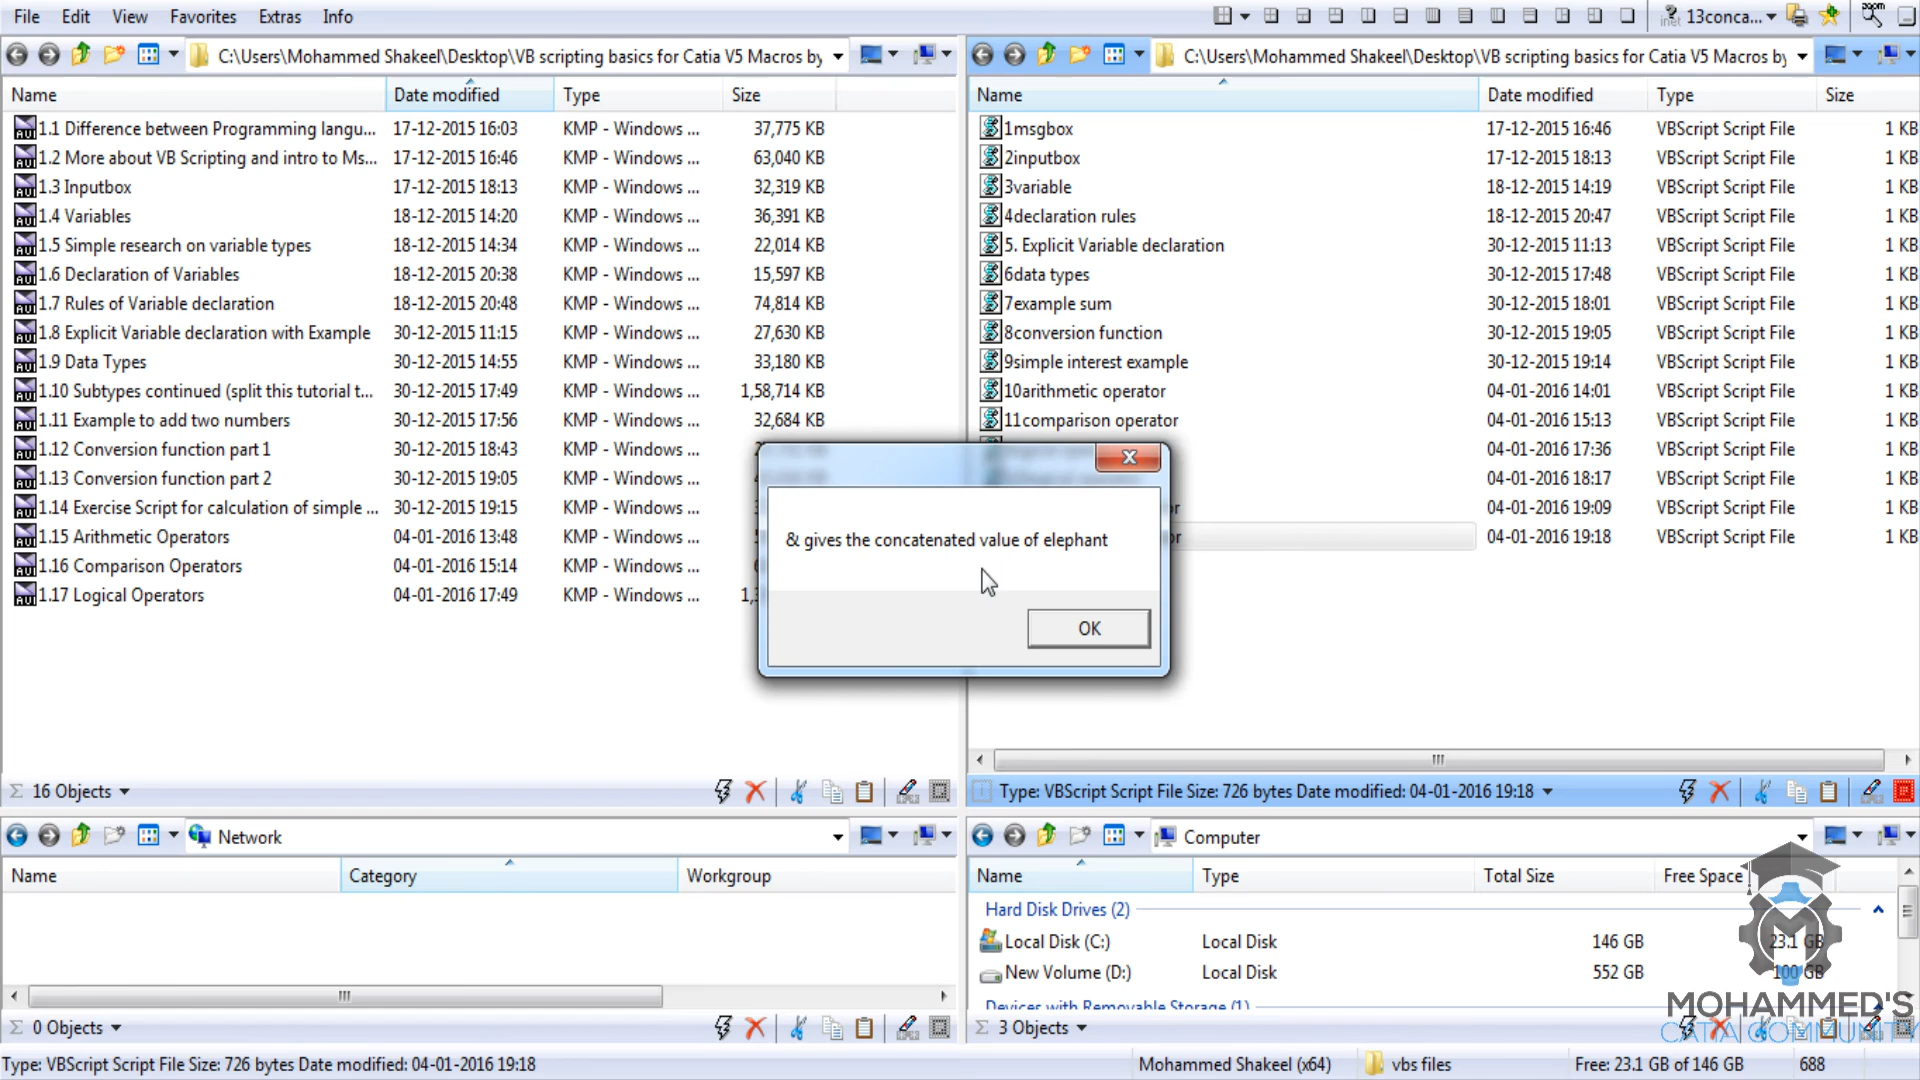 File Edit View Favorites Extras Info
13conca...
C:\Users\Mohammed Shakeel\Desktop\VB scripting basics for Catia V5 Macros by
Name Date modified Type Size
1.1 Difference between Programming langu... 17-12-2015 16:03 KMP - Windows ... 37,775 KB
1.2 More about VB Scripting and intro to Ms... 17-12-2015 16:46 KMP - Windows ... 63,040 KB
1.3 Inputbox 17-12-2015 18:13 KMP - Windows ... 32,319 KB
1.4 Variables 18-12-2015 14:20 KMP - Windows ... 36,391 KB
1.5 Simple research on variable types 18-12-2015 14:34 KMP - Windows ... 22,014 KB
1.6 Declaration of Variables 18-12-2015 20:38 KMP - Windows ... 15,597 KB
1.7 Rules of Variable declaration 18-12-2015 20:48 KMP - Windows ... 74,814 KB
1.8 Explicit Variable declaration with Example 30-12-2015 11:15 KMP - Windows ... 27,630 KB
1.9 Data Types 30-12-2015 14:55 KMP - Windows ... 33,180 KB
1.10 Subtypes continued (split this tutorial t... 30-12-2015 17:49 KMP - Windows ... 1,58,714 KB
1.11 Example to add two numbers 30-12-2015 17:56 KMP - Windows ... 32,684 KB
1.12 Conversion function part 1 30-12-2015 18:43 KMP - Windows ...
1.13 Conversion function part 2 30-12-2015 19:05 KMP - Windows ...
1.14 Exercise Script for calculation of simple ... 30-12-2015 19:15 KMP - Windows ...
1.15 Arithmetic Operators 04-01-2016 13:48 KMP - Windows ...
1.16 Comparison Operators 04-01-2016 15:14 KMP - Windows ...
1.17 Logical Operators 04-01-2016 17:49 KMP - Windows ...
16 Objects
C:\Users\Mohammed Shakeel\Desktop\VB scripting basics for Catia V5 Macros by
Name Date modified Type Size
1msgbox 17-12-2015 16:46 VBScript Script File 1 KB
2inputbox 17-12-2015 18:13 VBScript Script File 1 KB
3variable 18-12-2015 14:19 VBScript Script File 1 KB
4declaration rules 18-12-2015 20:47 VBScript Script File 1 KB
5. Explicit Variable declaration 30-12-2015 11:13 VBScript Script File 1 KB
6data types 30-12-2015 17:48 VBScript Script File 1 KB
7example sum 30-12-2015 18:01 VBScript Script File 1 KB
8conversion function 30-12-2015 19:05 VBScript Script File 1 KB
9simple interest example 30-12-2015 19:14 VBScript Script File 1 KB
10arithmetic operator 04-01-2016 14:01 VBScript Script File 1 KB
11comparison operator 04-01-2016 15:13 VBScript Script File 1 KB
04-01-2016 17:36 VBScript Script File 1 KB
04-01-2016 18:17 VBScript Script File 1 KB
04-01-2016 19:09 VBScript Script File 1 KB
04-01-2016 19:18 VBScript Script File 1 KB
Type: VBScript Script File Size: 726 bytes Date modified: 04-01-2016 19:18
& gives the concatenated value of elephant
OK
Network
Name Category Workgroup
0 Objects
Computer
Name Type Total Size Free Space
Hard Disk Drives (2)
Local Disk (C:) Local Disk 146 GB 23.1 GB
New Volume (D:) Local Disk 552 GB 100 GB
Devices with Removable Storage (1)
3 Objects
MOHAMMED'S
CATIA COMMUNITY
Type: VBScript Script File Size: 726 bytes Date modified: 04-01-2016 19:18
Mohammed Shakeel (x64) vbs files Free: 23.1 GB of 146 GB 688